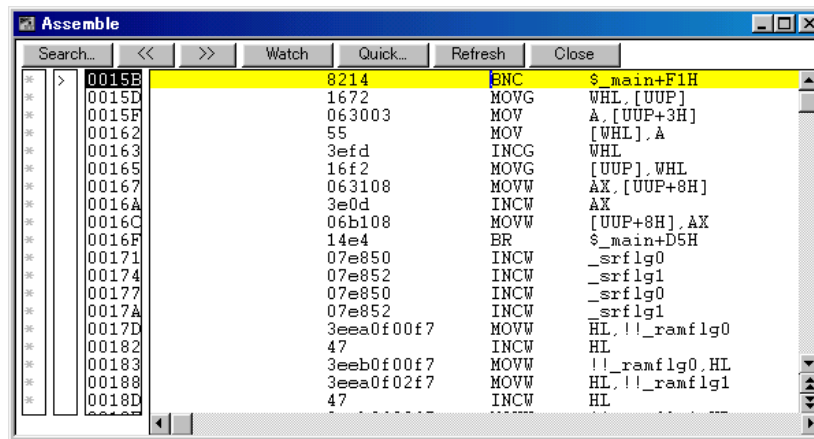 Assemble
Search... << >> Watch Quick... Refresh Close
* > 0015B 8214 BNC $_main+F1H
* 0015D 1672 MOVG WHL,[UUP]
* 0015F 063003 MOV A,[UUP+3H]
* 00162 55 MOV [WHL],A
* 00163 3efd INCG WHL
* 00165 16f2 MOVG [UUP],WHL
* 00167 063108 MOVW AX,[UUP+8H]
* 0016A 3e0d INCW AX
* 0016C 06b108 MOVW [UUP+8H],AX
* 0016F 14e4 BR $_main+D5H
* 00171 07e850 INCW _srflg0
* 00174 07e852 INCW _srflg1
* 00177 07e850 INCW _srflg0
* 0017A 07e852 INCW _srflg1
* 0017D 3eea0f00f7 MOVW HL,!!_ramflg0
* 00182 47 INCW HL
* 00183 3eeb0f00f7 MOVW !!_ramflg0,HL
* 00188 3eea0f02f7 MOVW HL,!!_ramflg1
* 0018D 47 INCW HL